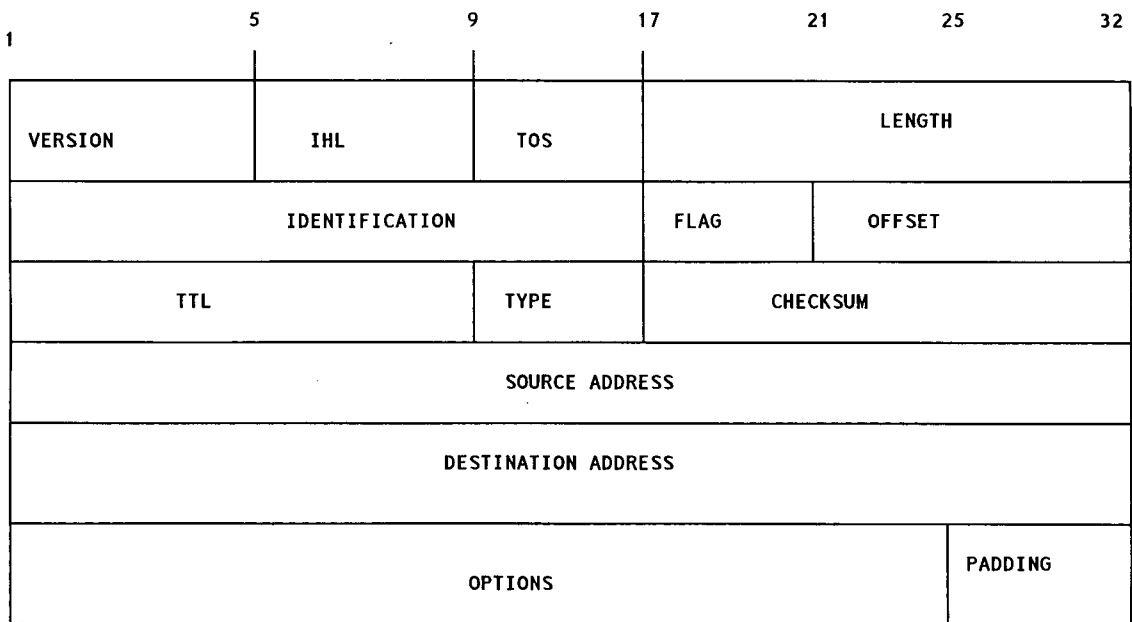 1 5 9 17 21 25 32
VERSION IHL TOS LENGTH
IDENTIFICATION FLAG OFFSET
TTL TYPE CHECKSUM
SOURCE ADDRESS
DESTINATION ADDRESS
OPTIONS PADDING